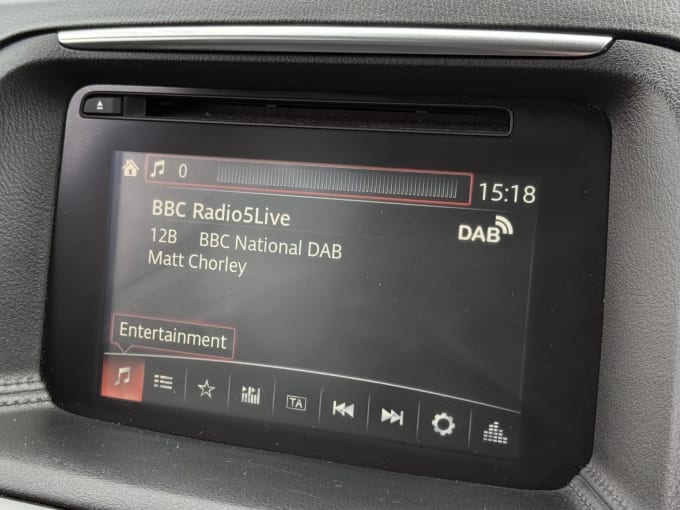 0
15:18
BBC Radio5Live
DAB
12B BBC National DAB
Matt Chorley
Entertainment
TA